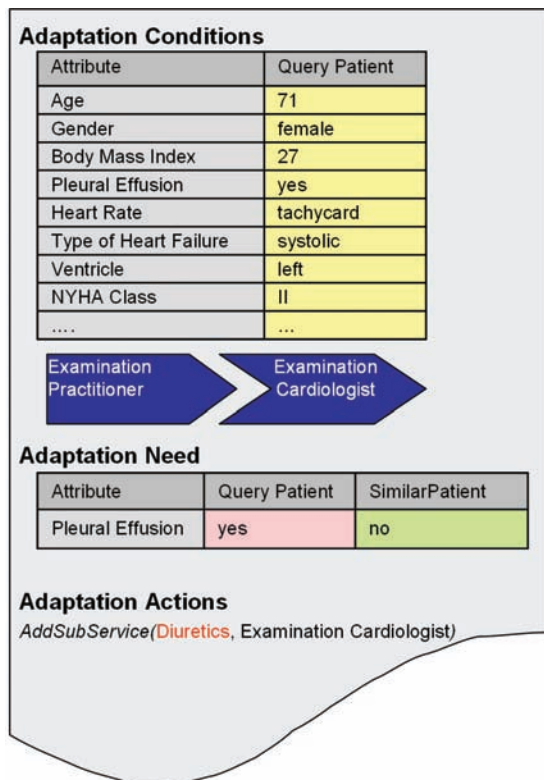 Adaptation Conditions
Attribute Query Patient
Age 71
Gender female
Body Mass Index 27
Pleural Effusion yes
Heart Rate tachycard
Type of Heart Failure systolic
Ventricle left
NYHA Class II
.... ...
Examination Examination
Practitioner Cardiologist
Adaptation Need
Attribute Query Patient SimilarPatient
Pleural Effusion yes no
Adaptation Actions
AddSubService(Diuretics, Examination Cardiologist)